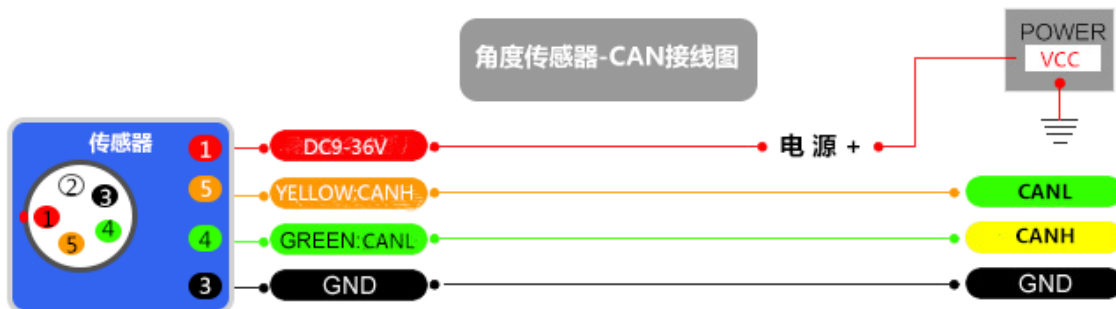 角度传感器-CAN接线图
POWER
VCC
传感器
1 DC9-36V 电源 +
5 YELLOW:CANH CANL
4 GREEN:CANL CANH
3 GND GND
2
3
1
4
5